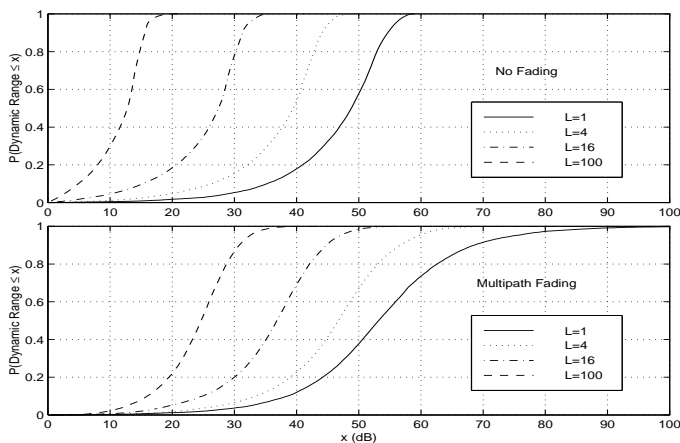 1
0.8
0.6
0.4
0.2
0
P(Dynamic Range ≤ x)
No Fading
L=1
L=4
L=16
L=100
0 10 20 30 40 50 60 70 80 90 100
1
0.8
0.6
0.4
0.2
0
P(Dynamic Range ≤ x)
Multipath Fading
L=1
L=4
L=16
L=100
0 10 20 30 40 50 60 70 80 90 100
x (dB)